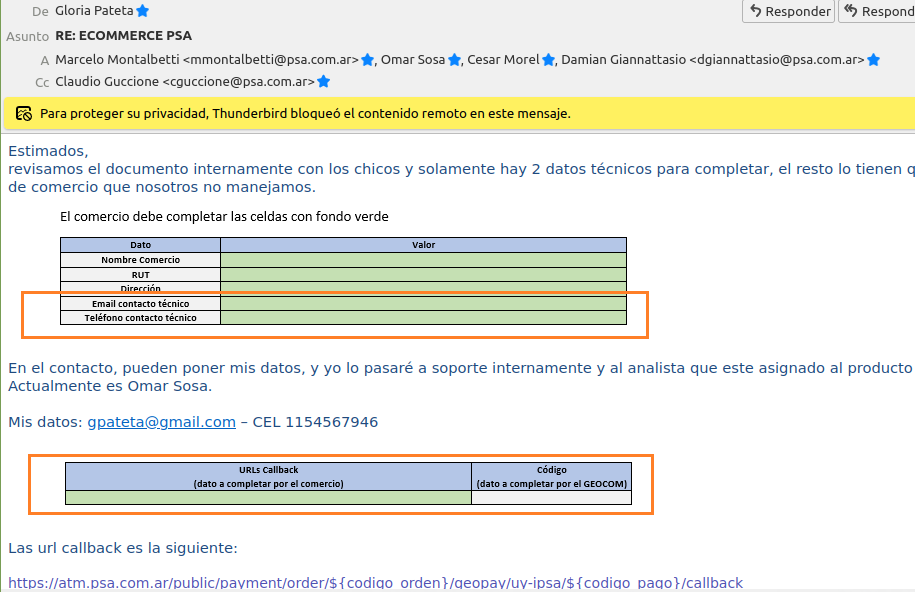 De Gloria Pateta
Responder
Respond
Asunto RE: ECOMMERCE PSA
A Marcelo Montalbetti <mmontalbetti@psa.com.ar>, Omar Sosa, Cesar Morel, Damian Giannattasio <dgiannattasio@psa.com.ar>
Cc Claudio Guccione <cguccione@psa.com.ar>
Para proteger su privacidad, Thunderbird bloqueó el contenido remoto en este mensaje.
Estimados,
revisamos el documento internamente con los chicos y solamente hay 2 datos técnicos para completar, el resto lo tienen q
de comercio que nosotros no manejamos.
El comercio debe completar las celdas con fondo verde
Dato Valor
Nombre Comercio
RUT
Dirección
Email contacto técnico
Teléfono contacto técnico
En el contacto, pueden poner mis datos, y yo lo pasaré a soporte internamente y al analista que este asignado al producto
Actualmente es Omar Sosa.
Mis datos: gpateta@gmail.com – CEL 1154567946
URLs Callback Código
(dato a completar por el comercio) (dato a completar por el GEOCOM)
Las url callback es la siguiente:
https://atm.psa.com.ar/public/payment/order/${codigo_orden}/geopay/uy-ipsa/${codigo_pago}/callback